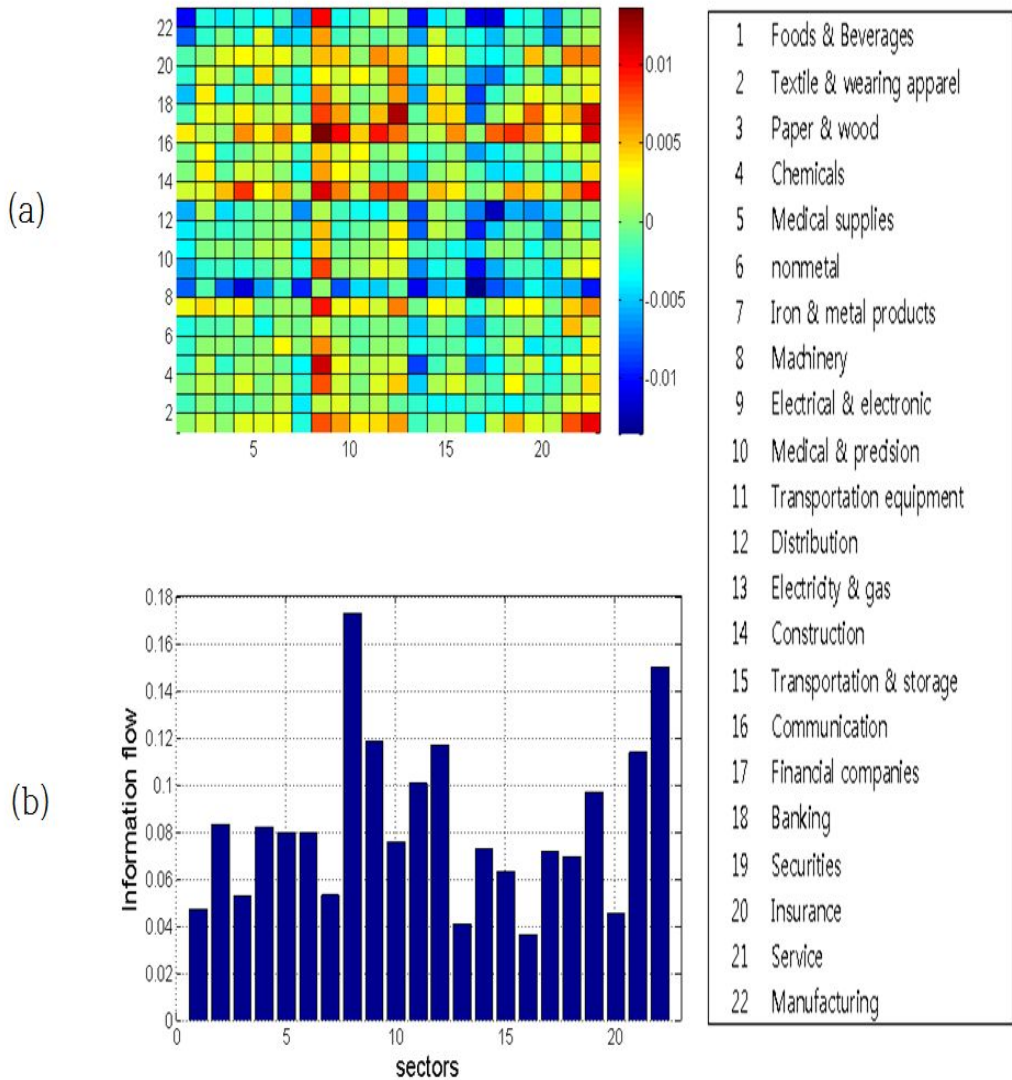 (a)
22
20
18
16
14
12
10
8
6
4
2
5
10
15
20
0.01
0.005
0
-0.005
-0.01
(b)
Information flow
0.18
0.16
0.14
0.12
0.1
0.08
0.06
0.04
0.02
0
0
5
10
15
20
sectors
1 Foods & Beverages
2 Textile & wearing apparel
3 Paper & wood
4 Chemicals
5 Medical supplies
6 nonmetal
7 Iron & metal products
8 Machinery
9 Electrical & electronic
10 Medical & precision
11 Transportation equipment
12 Distribution
13 Electricity & gas
14 Construction
15 Transportation & storage
16 Communication
17 Financial companies
18 Banking
19 Securities
20 Insurance
21 Service
22 Manufacturing